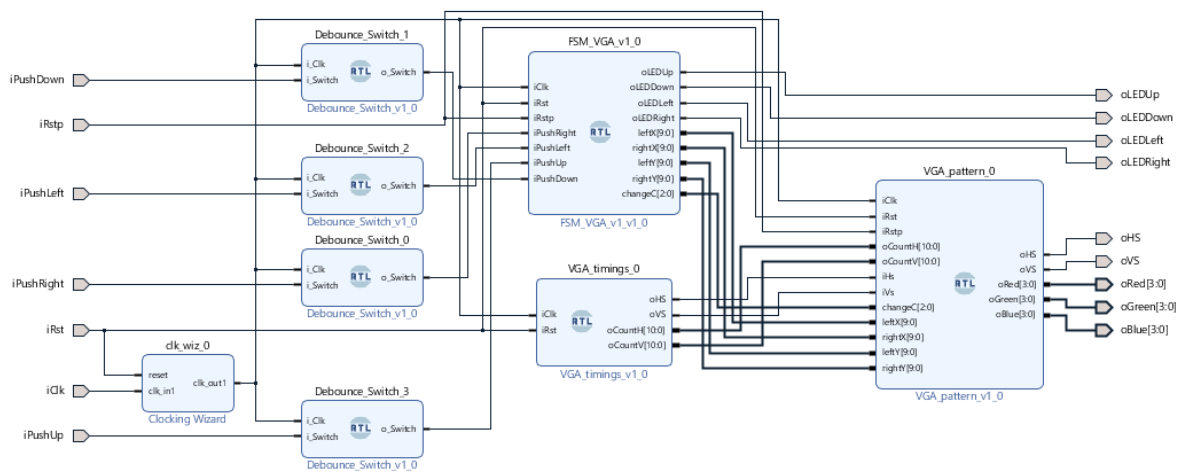 iPushDown
iRstp
iPushLeft
iPushRight
iRst
iClk
iPushUp
Debounce_Switch_1
i_Clk
i_Switch
RTL
o_Switch
Debounce_Switch_v1_0
Debounce_Switch_2
i_Clk
i_Switch
RTL
o_Switch
Debounce_Switch_v1_0
Debounce_Switch_0
i_Clk
i_Switch
RTL
o_Switch
Debounce_Switch_v1_0
clk_wiz_0
reset
clk_in1
clk_out1
Clocking Wizard
Debounce_Switch_3
i_Clk
i_Switch
RTL
o_Switch
Debounce_Switch_v1_0
FSM_VGA_v1_0
iClk
iRst
iRstp
iPushRight
iPushLeft
iPushUp
iPushDown
RTL
oLEDUp
oLEDDown
oLEDLeft
oLEDRight
leftX[9:0]
rightX[9:0]
leftY[9:0]
rightY[9:0]
changeC[2:0]
FSM_VGA_v1_v1_0
VGA_timings_0
iClk
iRst
RTL
oHS
oVS
oCountH[10:0]
oCountV[10:0]
VGA_timings_v1_0
VGA_pattern_0
iClk
iRst
iRstp
oCountH[10:0]
oCountV[10:0]
iHs
iVs
changeC[2:0]
leftX[9:0]
rightX[9:0]
leftY[9:0]
rightY[9:0]
RTL
oHS
oVS
oRed[3:0]
oGreen[3:0]
oBlue[3:0]
VGA_pattern_v1_0
oLEDUp
oLEDDown
oLEDLeft
oLEDRight
oHS
oVS
oRed[3:0]
oGreen[3:0]
oBlue[3:0]